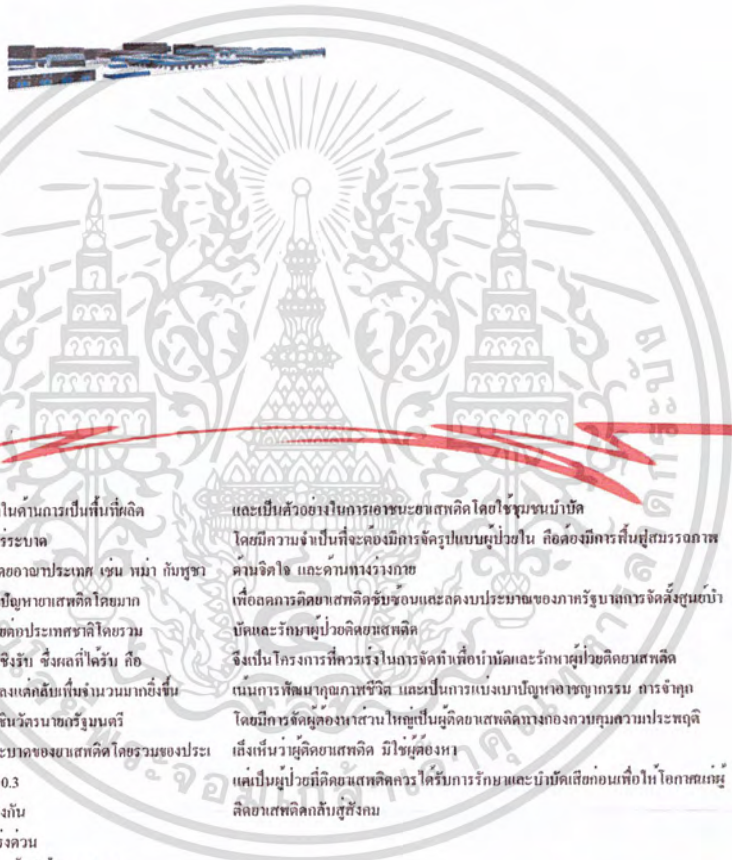 ในด้านการเป็นพื้นที่ผลิต
ร่ระบาด
ดยอาณาประเทศ เช่น พม่า กัมพูชา
ปัญหายาเสพติดโดยมาก
ยต่อประเทศชาติโดยรวม
ชิงรับ ซึ่งผลที่ได้รับ คือ
ลงแต่กลับเพิ่มจำนวนมากยิ่งขึ้น
ชินวัตรนายกรัฐมนตรี
ะบาดของยาเสพติดโดยรวมของประเ
0.3
งกัน
งด่วน
และเป็นตัวอย่างในการเอาชนะยาเสพติดโดยใช้ชุมชนบำบัด
โดยมีความจำเป็นที่จะต้องมีการจัดรูปแบบผู้ป่วยใน คือต้องมีการฟื้นฟูสมรรถภาพ
ด้านจิตใจ และด้านทางร่างกาย
เพื่อลดการติดยาเสพติดซับซ้อนและลดงบประมาณของภาครัฐบาลการจัดตั้งศูนย์บำ
บัดและรักษาผู้ป่วยติดยาเสพติด
จึงเป็นโครงการที่ควรเร่งในการจัดทำเพื่อบำบัดและรักษาผู้ป่วยติดยาเสพติด
เน้นการพัฒนาคุณภาพชีวิต และเป็นการแบ่งเบาปัญหาอาชญากรรม การจำคุก
โดยมีการจัดผู้ต้องหาส่วนใหญ่เป็นผู้ติดยาเสพติดทางกองควบคุมความประพฤติ
เล็งเห็นว่าผู้ติดยาเสพติด มิใช่ผู้ต้องหา
แต่เป็นผู้ป่วยที่ติดยาเสพติดควรได้รับการรักษาและบำบัดเสียก่อนเพื่อให้โอกาสแก่ผู้
ติดยาเสพติดกลับสู่สังคม